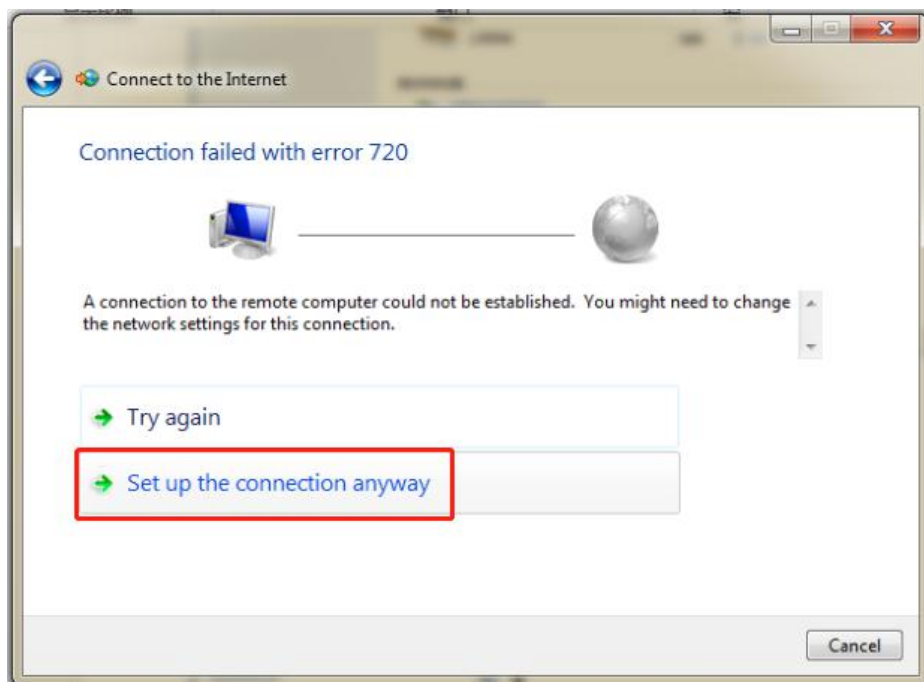 Connect to the Internet
Connection failed with error 720
A connection to the remote computer could not be established. You might need to change
the network settings for this connection.
Try again
Set up the connection anyway
Cancel